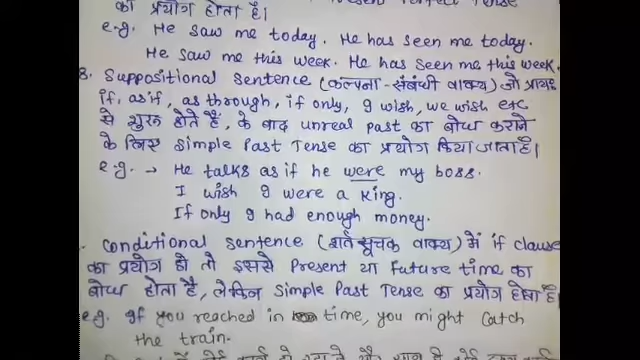 का प्रयोग होता है। Present Perfect Tense
e.g. He saw me today. He has seen me today.
He saw me this week. He has seen me this week.
8. Suppositional Sentence (कल्पना-संबंधी वाक्य) जो प्रायः
if, as if, as through, if only, I wish, we wish etc
से शुरू होते हैं, के बाद unreal past का बोध कराने
के लिए Simple Past Tense का प्रयोग किया जाता है।
e.g. → He talks as if he were my boss.
I wish I were a king.
If only I had enough money.
Conditional Sentence (शर्त सूचक वाक्य) में if clause
का प्रयोग हो तो इससे Present या Future time का
बोध होता है, लेकिन Simple Past Tense का प्रयोग होता है।
e.g. If you reached in time, you might catch
the train.